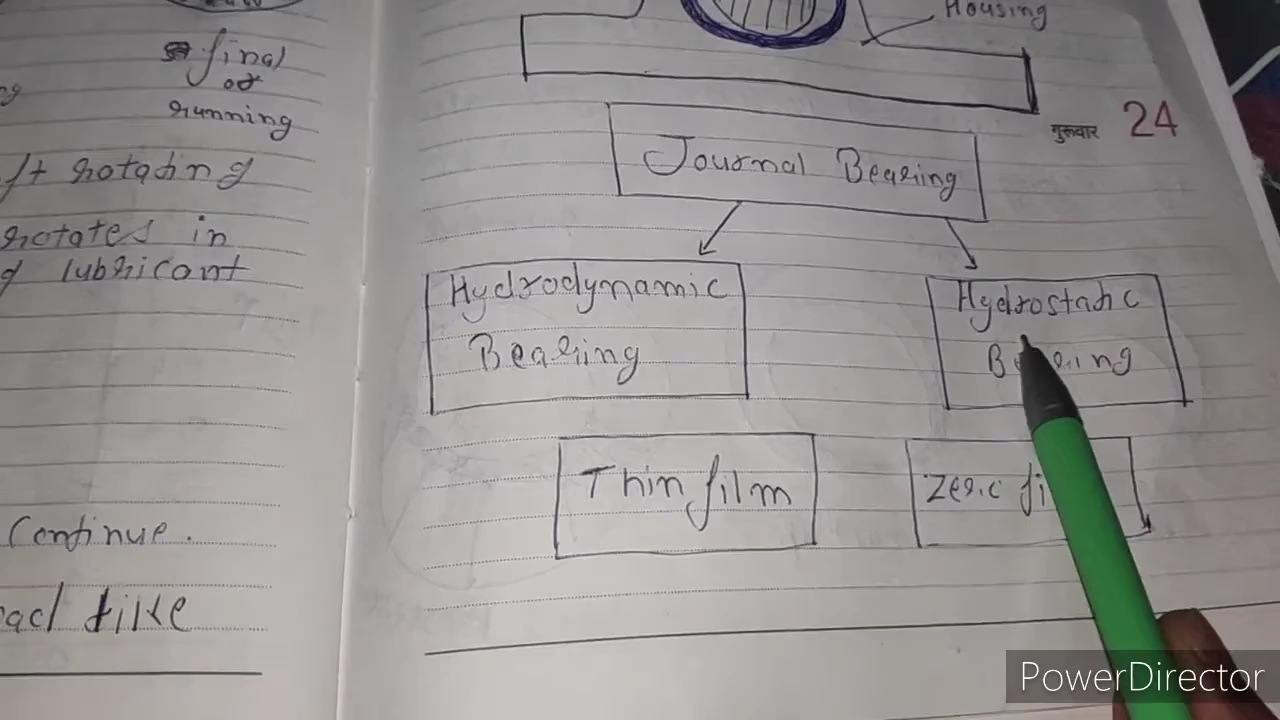 final
or
running
rotating
rotates in
lubricant
Continue.
like
Housing
गुरूवार 24
Journal Bearing
Hydrodynamic
Bearing
Hydrostatic
Bearing
Thin film
Zero
PowerDirector